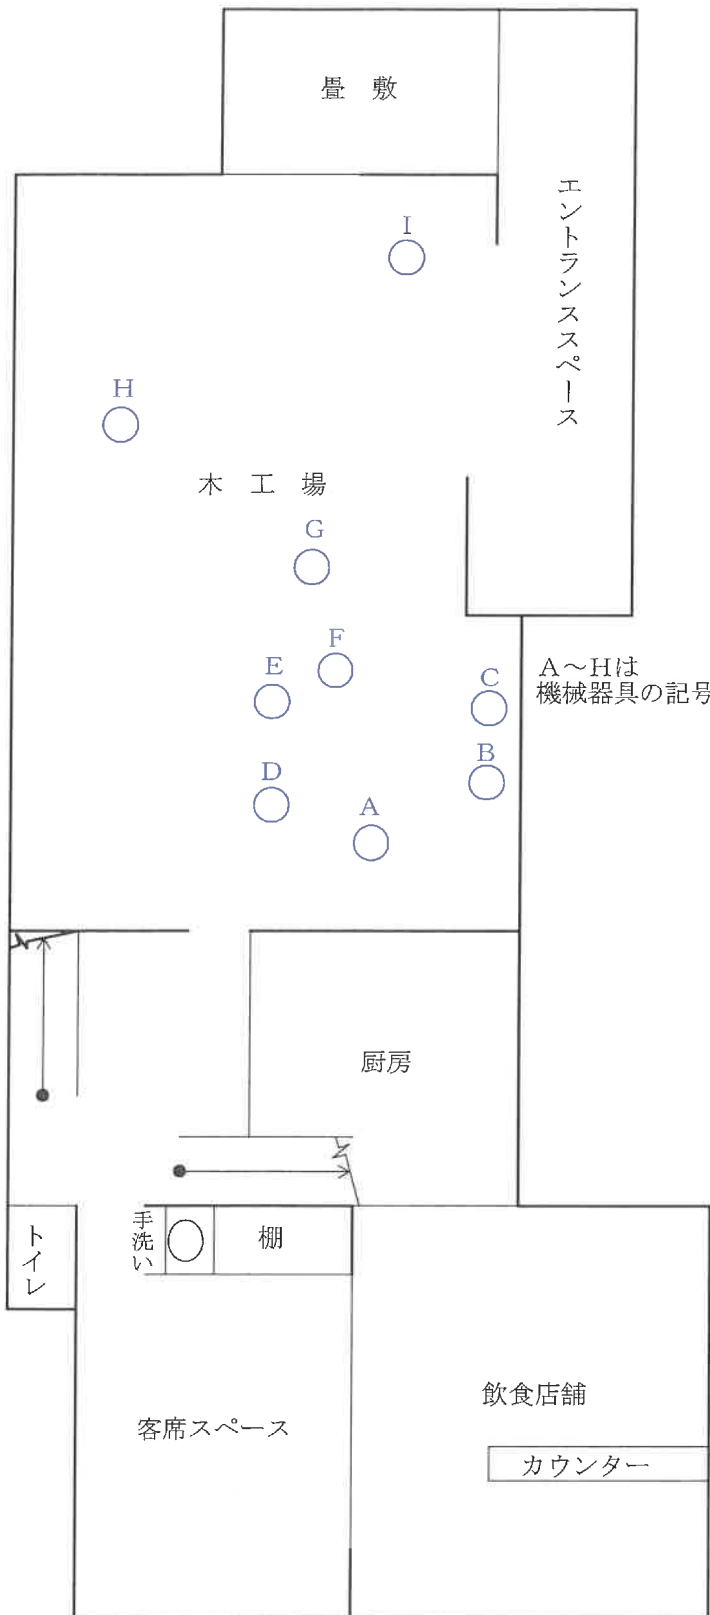 畳 敷
エントランススペース
I
H
木 工 場
G
F
E
C
A～Hは
機械器具の記号
B
D
A
厨房
トイレ
手洗い
棚
飲食店舗
客席スペース
カウンター